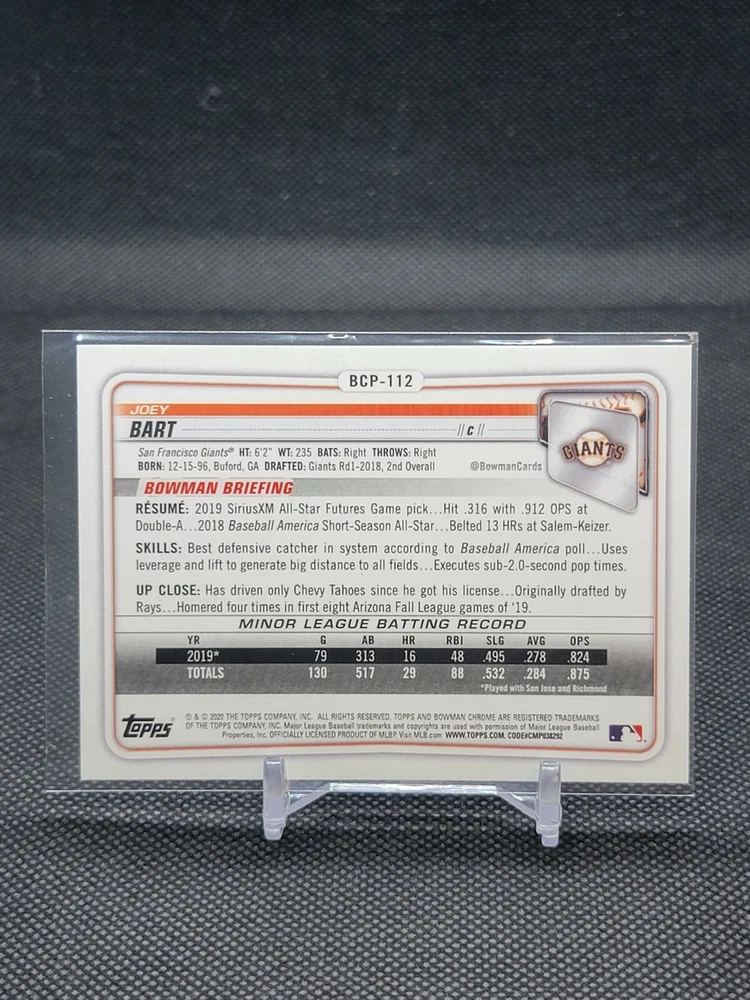 BCP-112
JOEY
BART //C//
San Francisco Giants® HT: 6'2" WT: 235 BATS: Right THROWS: Right
BORN: 12-15-96, Buford, GA DRAFTED: Giants Rd1-2018, 2nd Overall @BowmanCards
GIANTS
BOWMAN BRIEFING
RÉSUMÉ: 2019 SiriusXM All-Star Futures Game pick...Hit .316 with .912 OPS at
Double-A...2018 Baseball America Short-Season All-Star...Belted 13 HRs at Salem-Keizer.
SKILLS: Best defensive catcher in system according to Baseball America poll...Uses
leverage and lift to generate big distance to all fields...Executes sub-2.0-second pop times.
UP CLOSE: Has driven only Chevy Tahoes since he got his license...Originally drafted by
Rays...Homered four times in first eight Arizona Fall League games of '19.
MINOR LEAGUE BATTING RECORD
YR G AB HR RBI SLG AVG OPS
2019* 79 313 16 48 .495 .278 .824
TOTALS 130 517 29 88 .532 .284 .875
*Played with San Jose and Richmond
TOPPS®
® & © 2020 THE TOPPS COMPANY, INC. ALL RIGHTS RESERVED. TOPPS AND BOWMAN CHROME ARE REGISTERED TRADEMARKS
OF THE TOPPS COMPANY, INC. Major League Baseball trademarks and copyrights are used with permission of Major League Baseball
Properties, Inc. OFFICIALLY LICENSED PRODUCT OF MLBP. Visit MLB.com WWW.TOPPS.COM. CODE#CMP038292